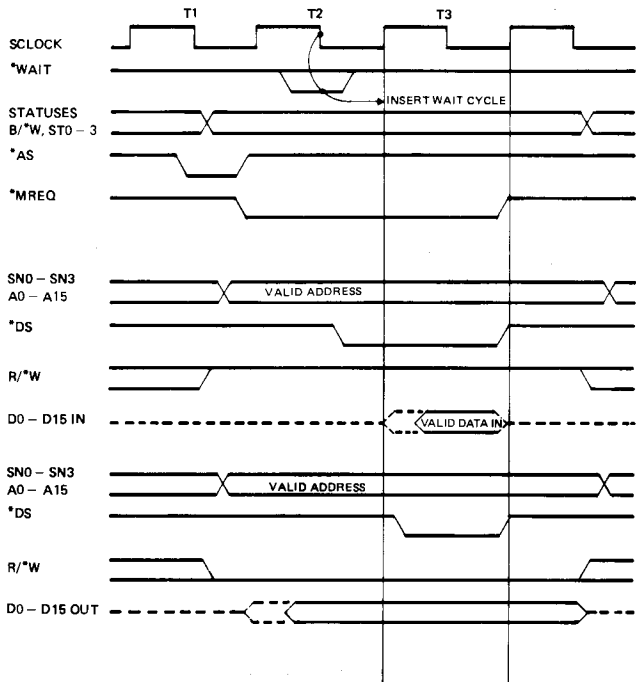 T1 T2 T3
SCLOCK
*WAIT
INSERT WAIT CYCLE
STATUSES
B/*W, ST0 – 3
*AS
*MREQ
SN0 – SN3
A0 – A15
VALID ADDRESS
*DS
R/*W
D0 – D15 IN
VALID DATA IN
SN0 – SN3
A0 – A15
VALID ADDRESS
*DS
R/*W
D0 – D15 OUT